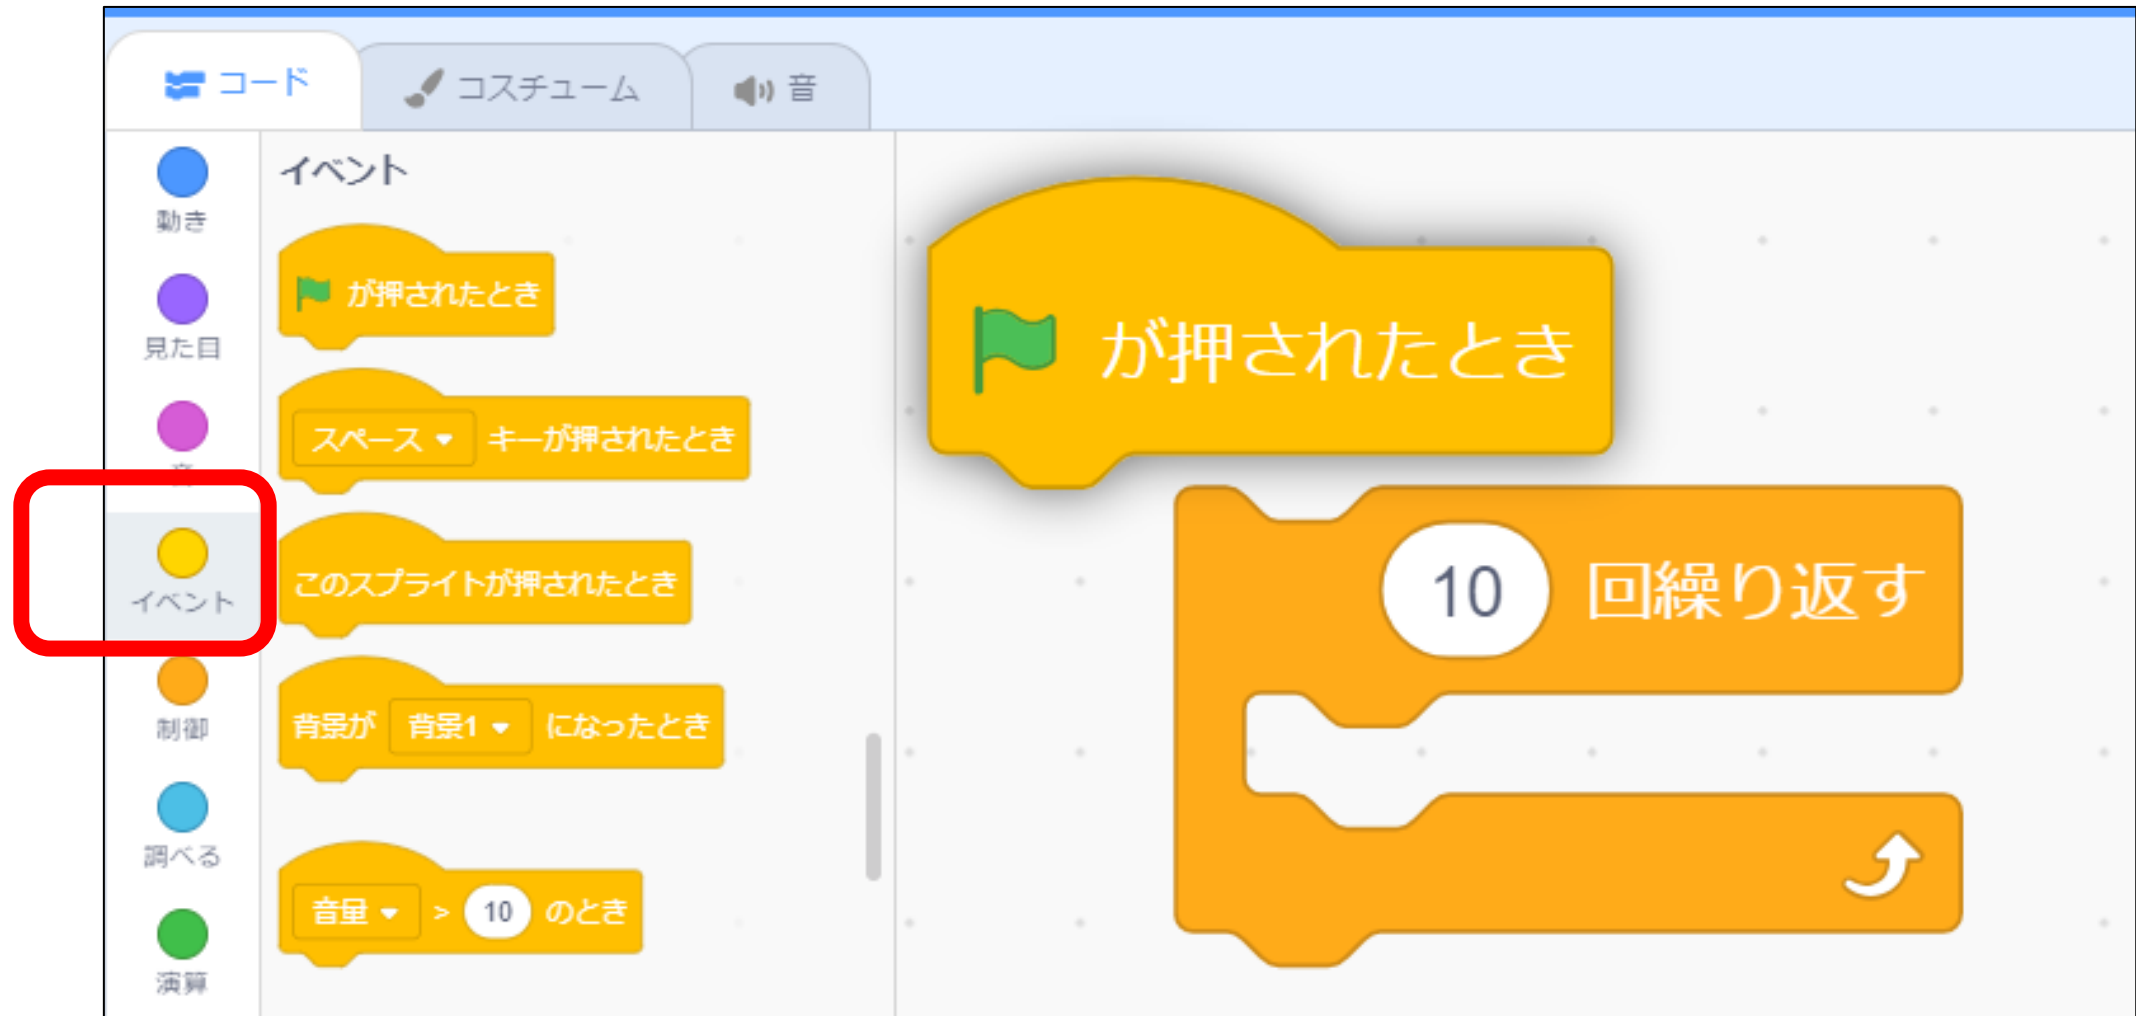 コード
コスチューム
音
動き
見た目
イベント
制御
調べる
演算
イベント
が押されたとき
スペース キーが押されたとき
このスプライトが押されたとき
背景が 背景1 になったとき
音量 > 10 のとき
が押されたとき
10 回繰り返す